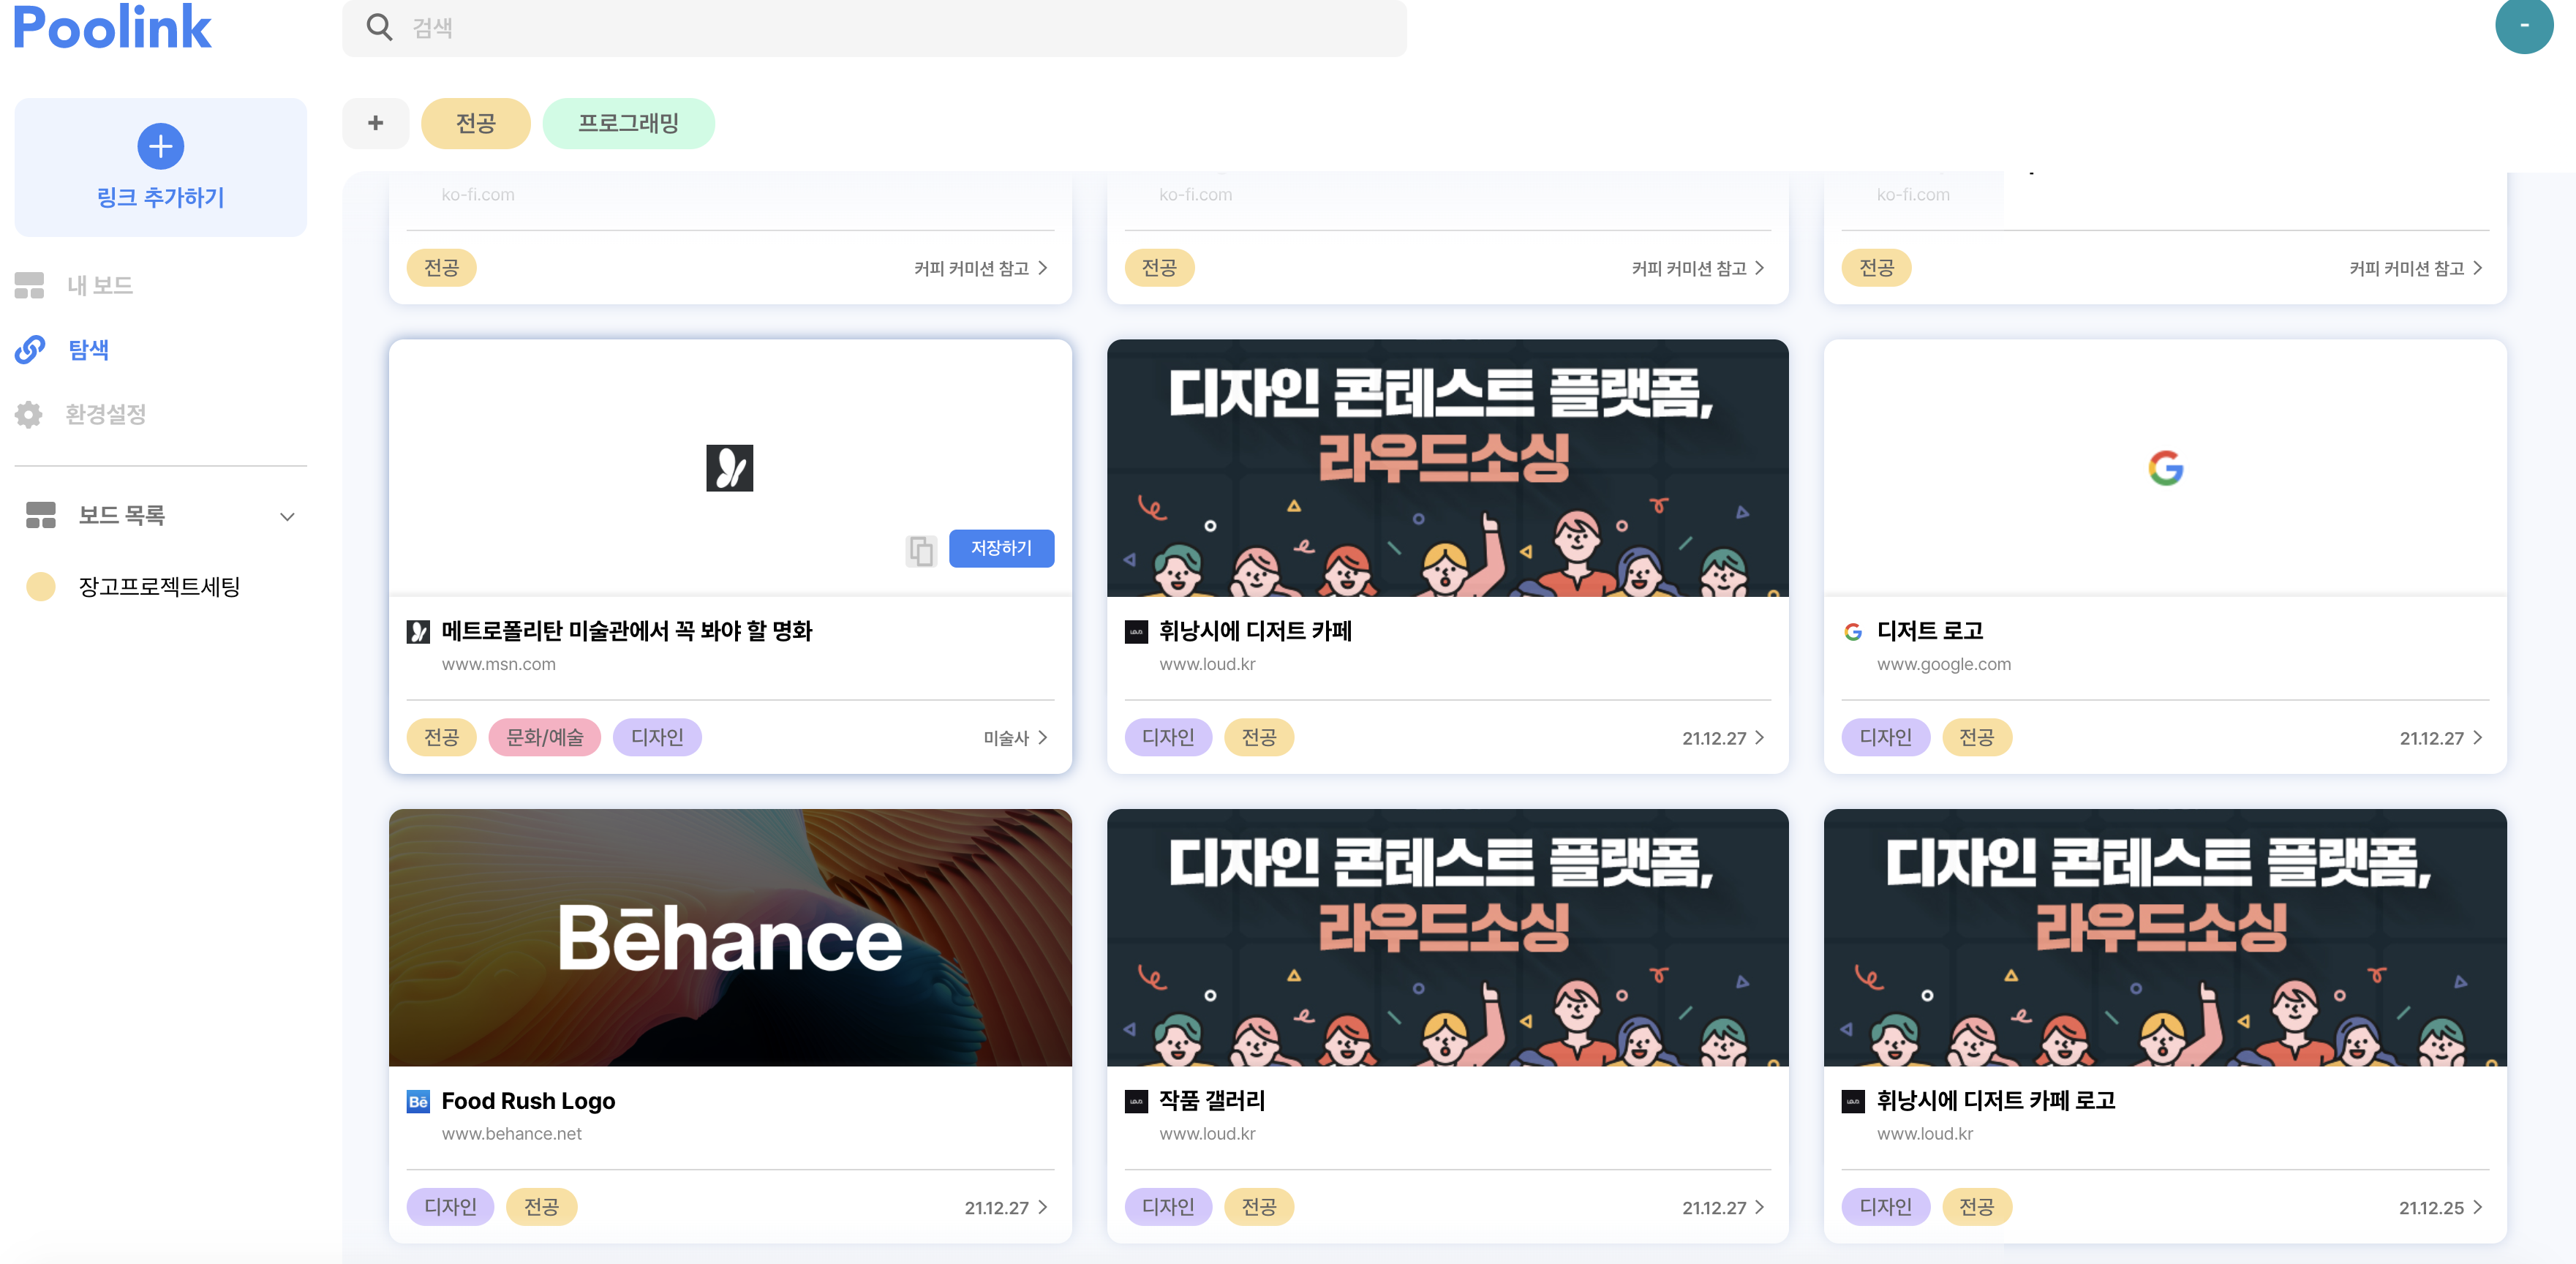 Poolink
검색
-
+
전공
프로그래밍
링크 추가하기
내 보드
탐색
환경설정
보드 목록
장고프로젝트세팅
ko-fi.com
전공
커피 커미션 참고 >
ko-fi.com
전공
커피 커미션 참고 >
ko-fi.com
전공
커피 커미션 참고 >
저장하기
메트로폴리탄 미술관에서 꼭 봐야 할 명화
www.msn.com
전공 문화/예술 디자인
미술사 >
디자인 콘테스트 플랫폼,
라우드소싱
휘낭시에 디저트 카페
www.loud.kr
디자인 전공
21.12.27 >
디저트 로고
www.google.com
디자인 전공
21.12.27 >
Bēhance
Bē Food Rush Logo
www.behance.net
디자인 전공
21.12.27 >
디자인 콘테스트 플랫폼,
라우드소싱
작품 갤러리
www.loud.kr
디자인 전공
21.12.27 >
디자인 콘테스트 플랫폼,
라우드소싱
휘낭시에 디저트 카페 로고
www.loud.kr
디자인 전공
21.12.25 >